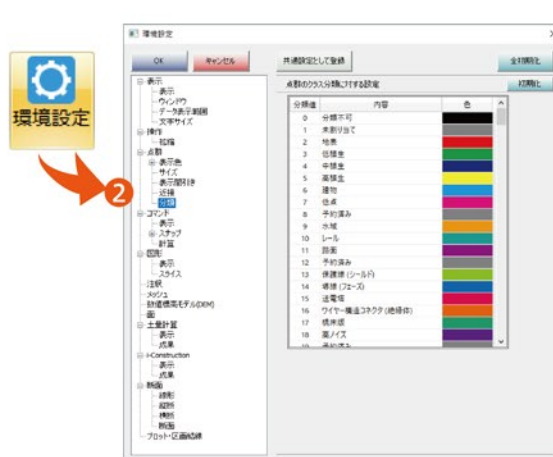 環境設定
環境設定
2
OK
キャンセル
共通設定として登録
全初期化
点群のクラス分類に対する設定
初期化
表示
表示
ウィンドウ
データ表示範囲
文字サイズ
操作
拡縮
点群
表示色
サイズ
表示間引き
近接
分類
コマンド
表示
スナップ
計算
図形
表示
スライス
注釈
メッシュ
数値標高モデル(DEM)
面
土量計算
表示
成果
i-Construction
表示
成果
断面
線形
縦断
横断
断面
プロット・区画結線
分類値 内容 色
0 分類不可
1 未割り当て
2 地表
3 低植生
4 中植生
5 高植生
6 建物
7 低点
8 予約済み
9 水域
10 レール
11 路面
12 予約済み
13 保護線 (シールド)
14 導線 (フェーズ)
15 送電塔
16 ワイヤー構造コネクタ (絶縁体)
17 橋床版
18 高ノイズ
19 予約済み